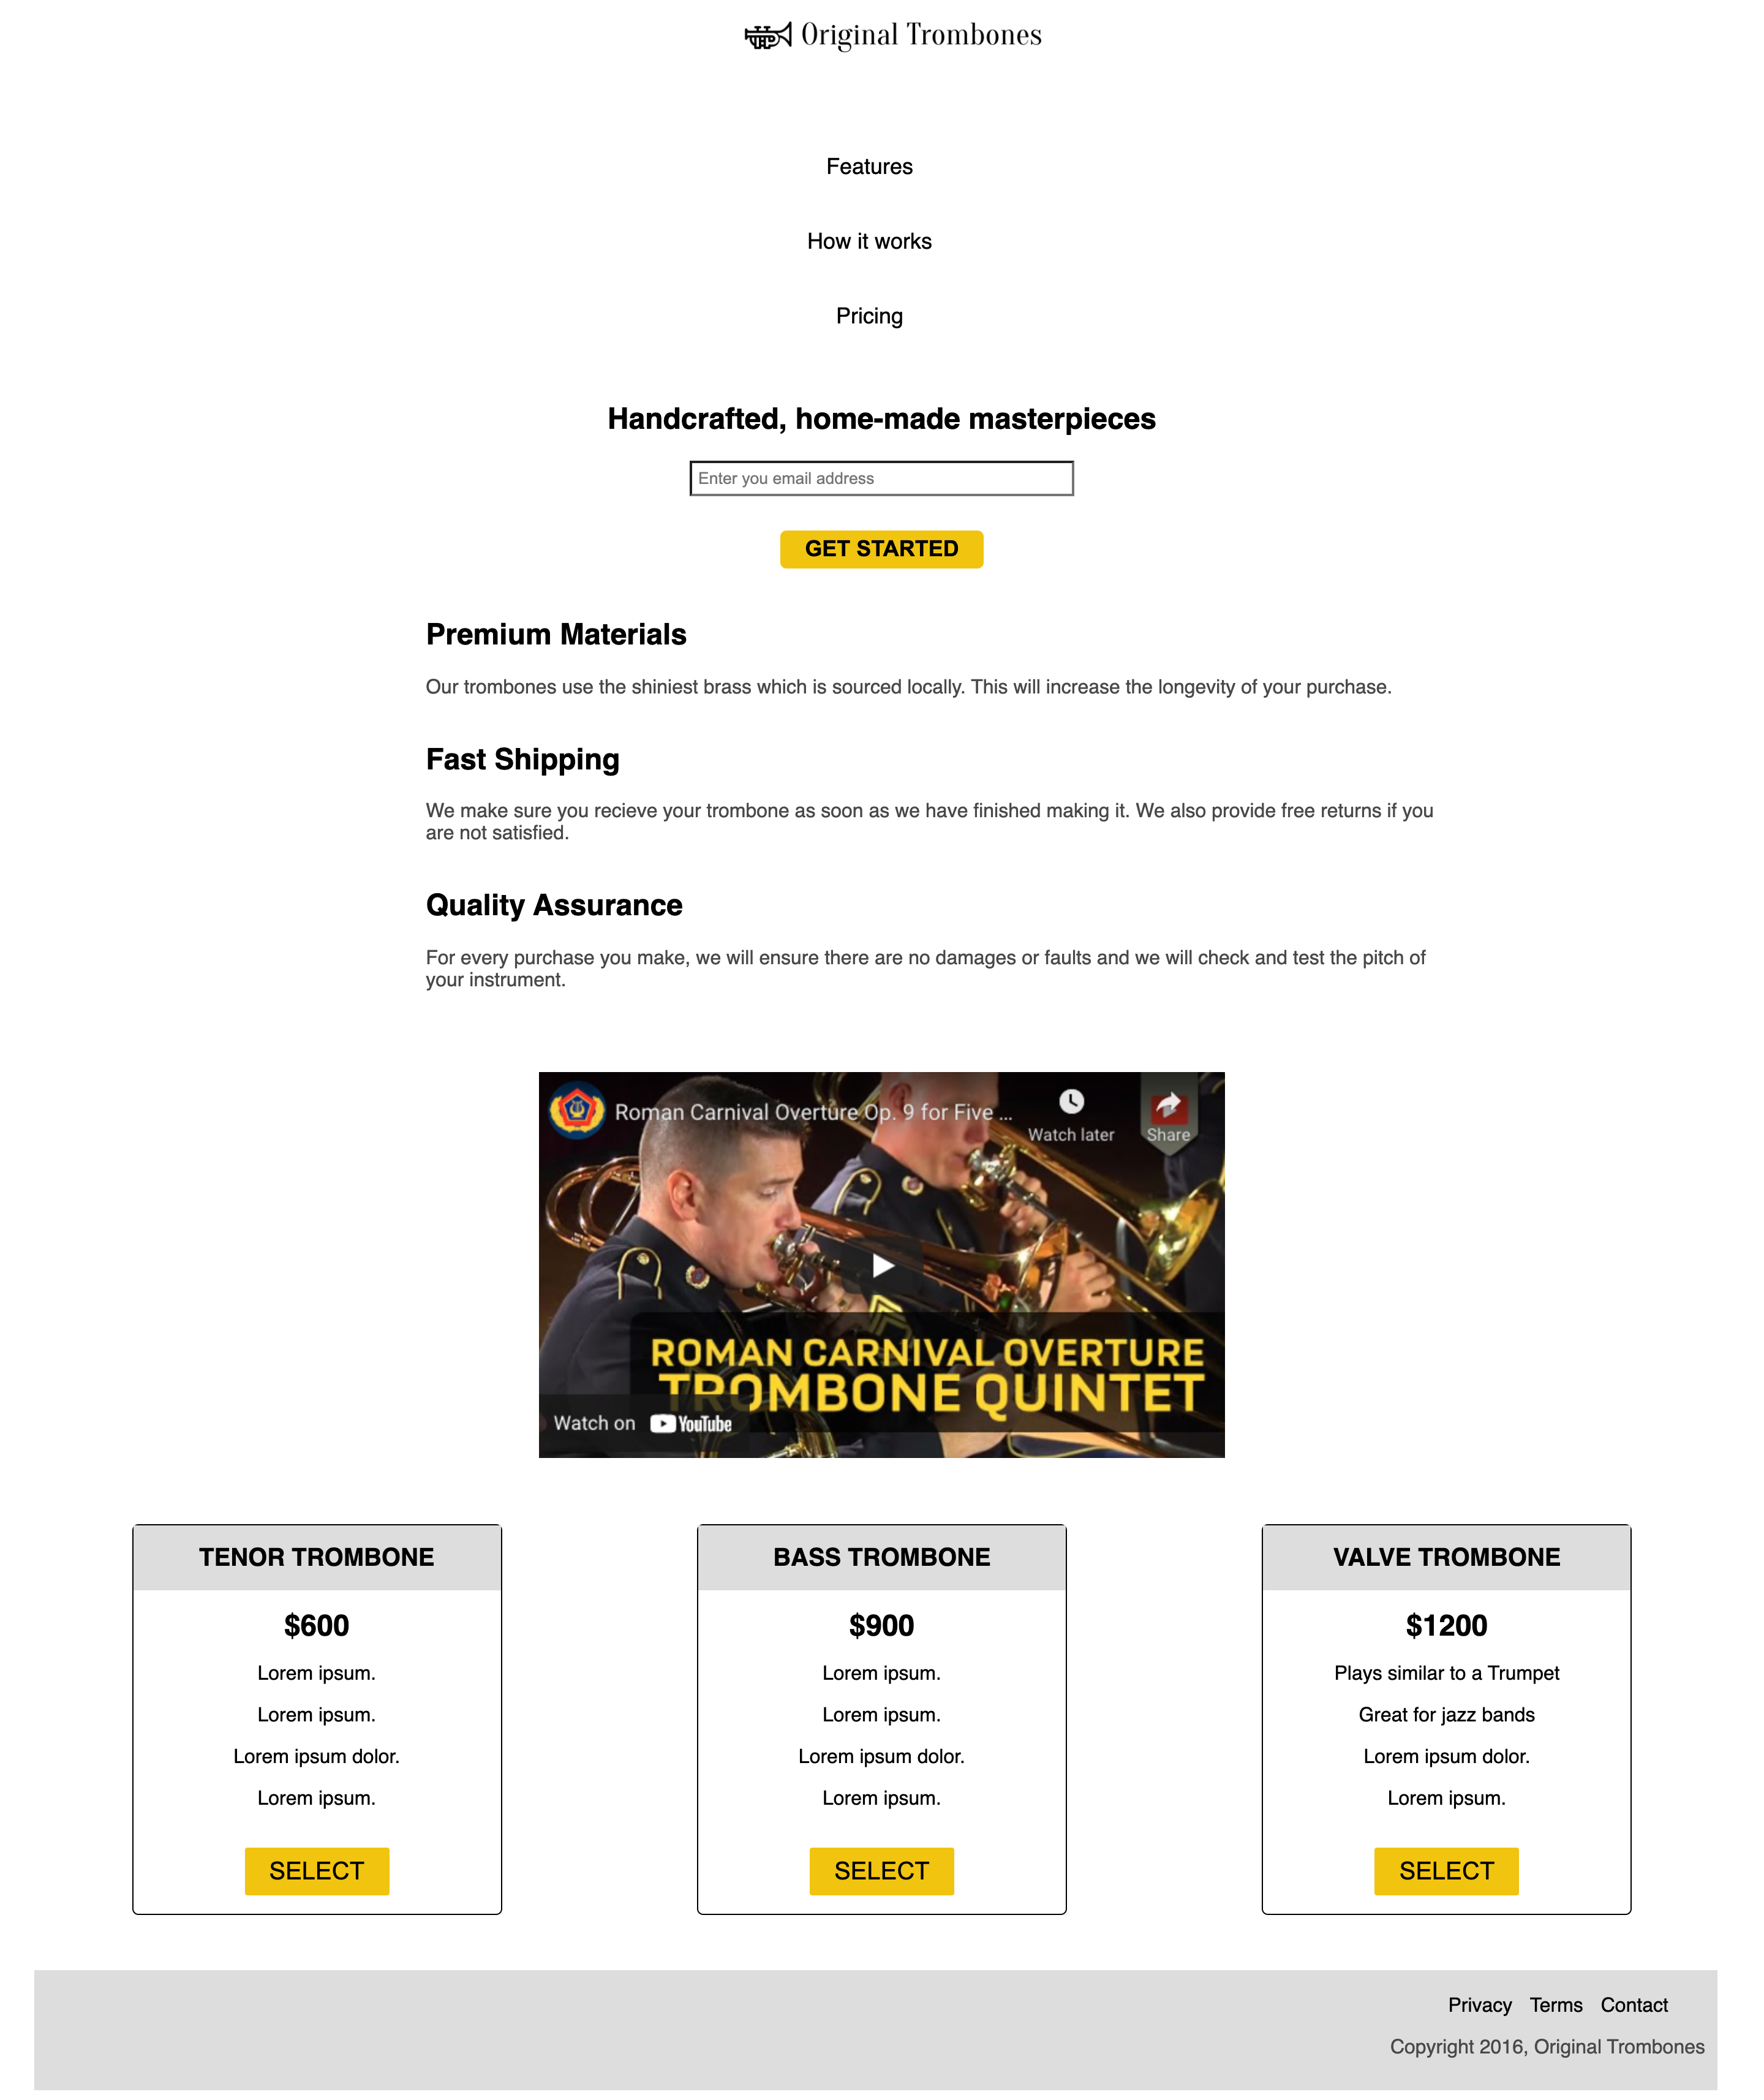 Original Trombones
Features
How it works
Pricing
Handcrafted, home-made masterpieces
Enter you email address
GET STARTED
Premium Materials
Our trombones use the shiniest brass which is sourced locally. This will increase the longevity of your purchase.
Fast Shipping
We make sure you recieve your trombone as soon as we have finished making it. We also provide free returns if you
are not satisfied.
Quality Assurance
For every purchase you make, we will ensure there are no damages or faults and we will check and test the pitch of
your instrument.
Roman Carnival Overture Op. 9 for Five ...
Watch later
Share
ROMAN CARNIVAL OVERTURE
TROMBONE QUINTET
Watch on YouTube
TENOR TROMBONE
$600
Lorem ipsum.
Lorem ipsum.
Lorem ipsum dolor.
Lorem ipsum.
SELECT
BASS TROMBONE
$900
Lorem ipsum.
Lorem ipsum.
Lorem ipsum dolor.
Lorem ipsum.
SELECT
VALVE TROMBONE
$1200
Plays similar to a Trumpet
Great for jazz bands
Lorem ipsum dolor.
Lorem ipsum.
SELECT
Privacy Terms Contact
Copyright 2016, Original Trombones